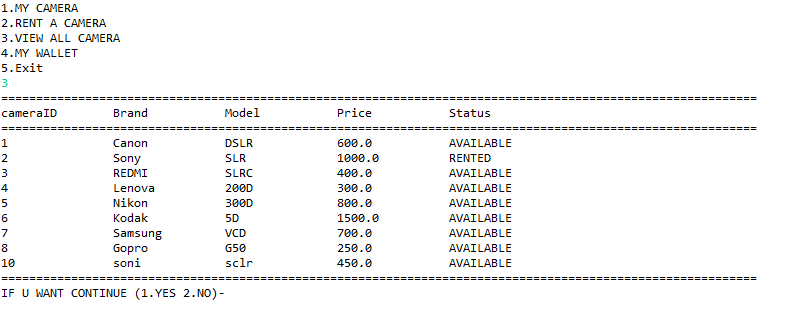 1.MY CAMERA
2.RENT A CAMERA
3.VIEW ALL CAMERA
4.MY WALLET
5.Exit
3
============================================================================================================
cameraID Brand Model Price Status
============================================================================================================
1 Canon DSLR 600.0 AVAILABLE
2 Sony SLR 1000.0 RENTED
3 REDMI SLRC 400.0 AVAILABLE
4 Lenova 200D 300.0 AVAILABLE
5 Nikon 300D 800.0 AVAILABLE
6 Kodak 5D 1500.0 AVAILABLE
7 Samsung VCD 700.0 AVAILABLE
8 Gopro G50 250.0 AVAILABLE
10 soni sclr 450.0 AVAILABLE
============================================================================================================
IF U WANT CONTINUE (1.YES 2.NO)-